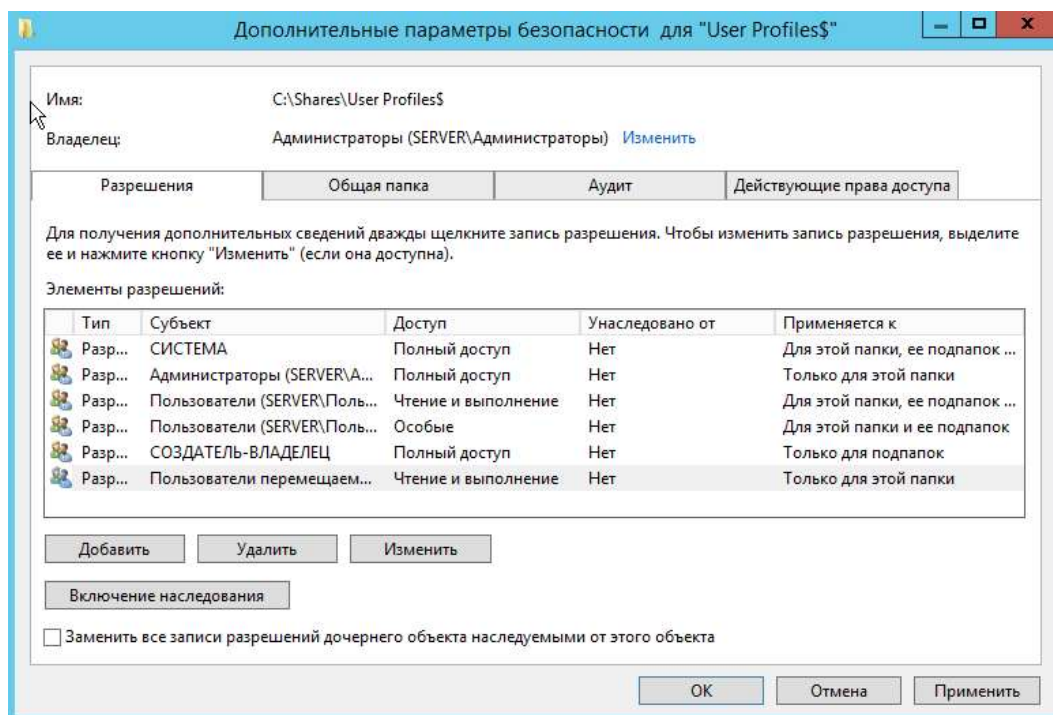 Дополнительные параметры безопасности для "User Profiles$"
Имя: C:\Shares\User Profiles$
Владелец: Администраторы (SERVER\Администраторы) Изменить
Разрешения Общая папка Аудит Действующие права доступа
Для получения дополнительных сведений дважды щелкните запись разрешения. Чтобы изменить запись разрешения, выделите
ее и нажмите кнопку "Изменить" (если она доступна).
Элементы разрешений:
Тип Субъект Доступ Унаследовано от Применяется к
Разр... СИСТЕМА Полный доступ Нет Для этой папки, ее подпапок ...
Разр... Администраторы (SERVER\А... Полный доступ Нет Только для этой папки
Разр... Пользователи (SERVER\Поль... Чтение и выполнение Нет Для этой папки, ее подпапок ...
Разр... Пользователи (SERVER\Поль... Особые Нет Для этой папки и ее подпапок
Разр... СОЗДАТЕЛЬ-ВЛАДЕЛЕЦ Полный доступ Нет Только для подпапок
Разр... Пользователи перемещаем... Чтение и выполнение Нет Только для этой папки
Добавить Удалить Изменить
Включение наследования
Заменить все записи разрешений дочернего объекта наследуемыми от этого объекта
ОК Отмена Применить